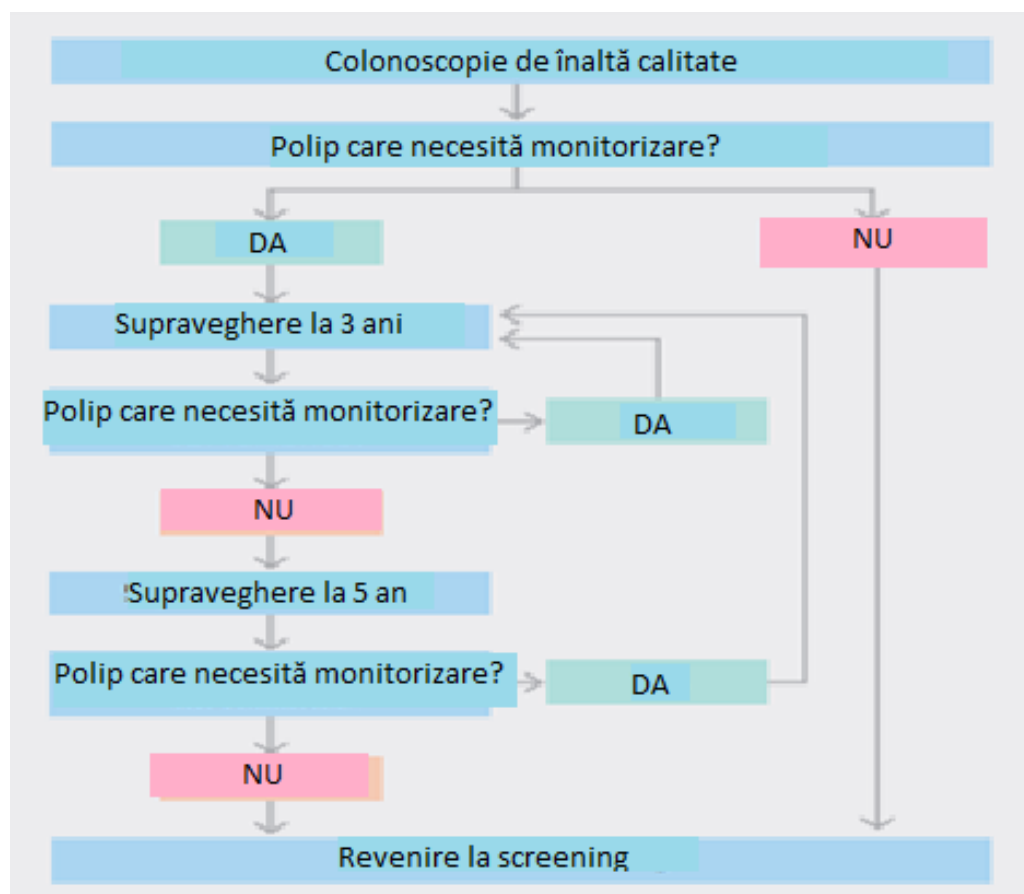 Colonoscopie de înaltă calitate
Polip care necesită monitorizare?
DA
NU
Supraveghere la 3 ani
Polip care necesită monitorizare?
DA
NU
Supraveghere la 5 an
Polip care necesită monitorizare?
DA
NU
Revenire la screening